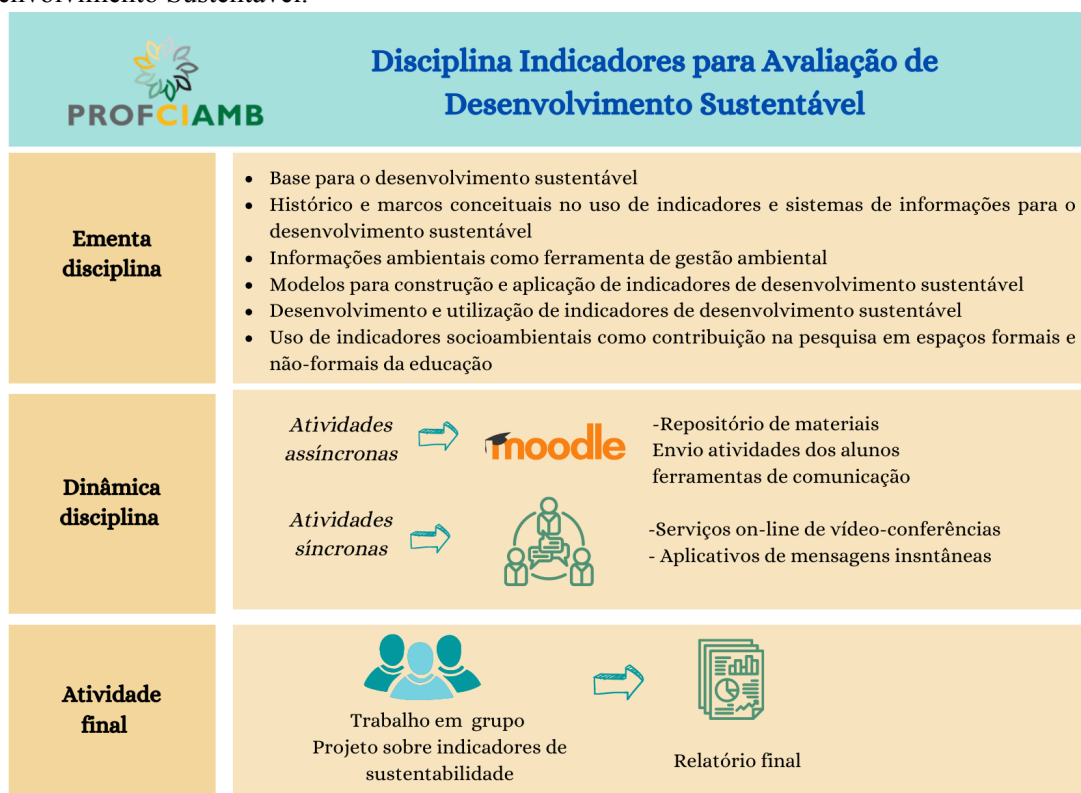 Disciplina Indicadores para Avaliação de
Desenvolvimento Sustentável
PROFCIAMB
Ementa
disciplina
• Base para o desenvolvimento sustentável
• Histórico e marcos conceituais no uso de indicadores e sistemas de informações para o
desenvolvimento sustentável
• Informações ambientais como ferramenta de gestão ambiental
• Modelos para construção e aplicação de indicadores de desenvolvimento sustentável
• Desenvolvimento e utilização de indicadores de desenvolvimento sustentável
• Uso de indicadores socioambientais como contribuição na pesquisa em espaços formais e
não-formais da educação
Dinâmica
disciplina
Atividades
assíncronas
moodle
-Repositório de materiais
Envio atividades dos alunos
ferramentas de comunicação
Atividades
síncronas
-Serviços on-line de vídeo-conferências
- Aplicativos de mensagens insntâneas
Atividade
final
Trabalho em grupo
Projeto sobre indicadores de
sustentabilidade
Relatório final